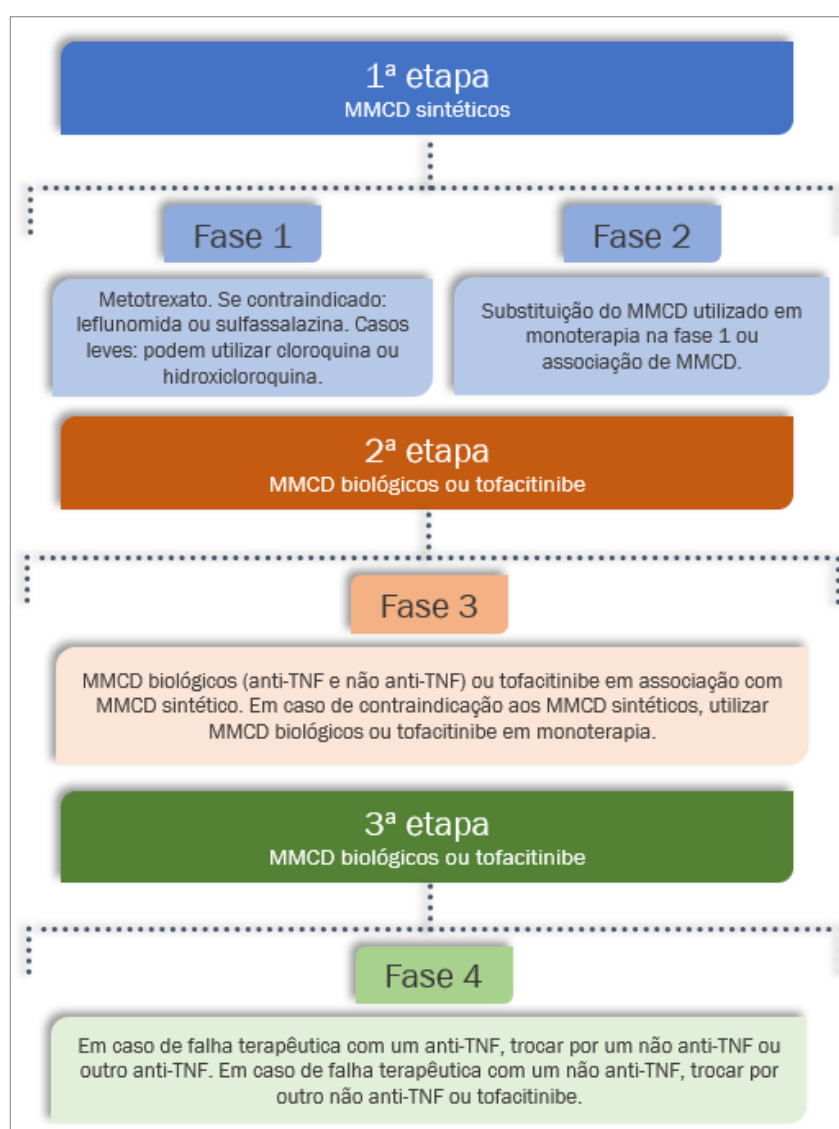 1ª etapa
MMCD sintéticos
Fase 1
Metotrexato. Se contraindicado:
leflunomida ou sulfassalazina. Casos
leves: podem utilizar cloroquina ou
hidroxicloroquina.
Fase 2
Substituição do MMCD utilizado em
monoterapia na fase 1 ou
associação de MMCD.
2ª etapa
MMCD biológicos ou tofacitinibe
Fase 3
MMCD biológicos (anti-TNF e não anti-TNF) ou tofacitinibe em associação com
MMCD sintético. Em caso de contraindicação aos MMCD sintéticos, utilizar
MMCD biológicos ou tofacitinibe em monoterapia.
3ª etapa
MMCD biológicos ou tofacitinibe
Fase 4
Em caso de falha terapêutica com um anti-TNF, trocar por um não anti-TNF ou
outro anti-TNF. Em caso de falha terapêutica com um não anti-TNF, trocar por
outro não anti-TNF ou tofacitinibe.